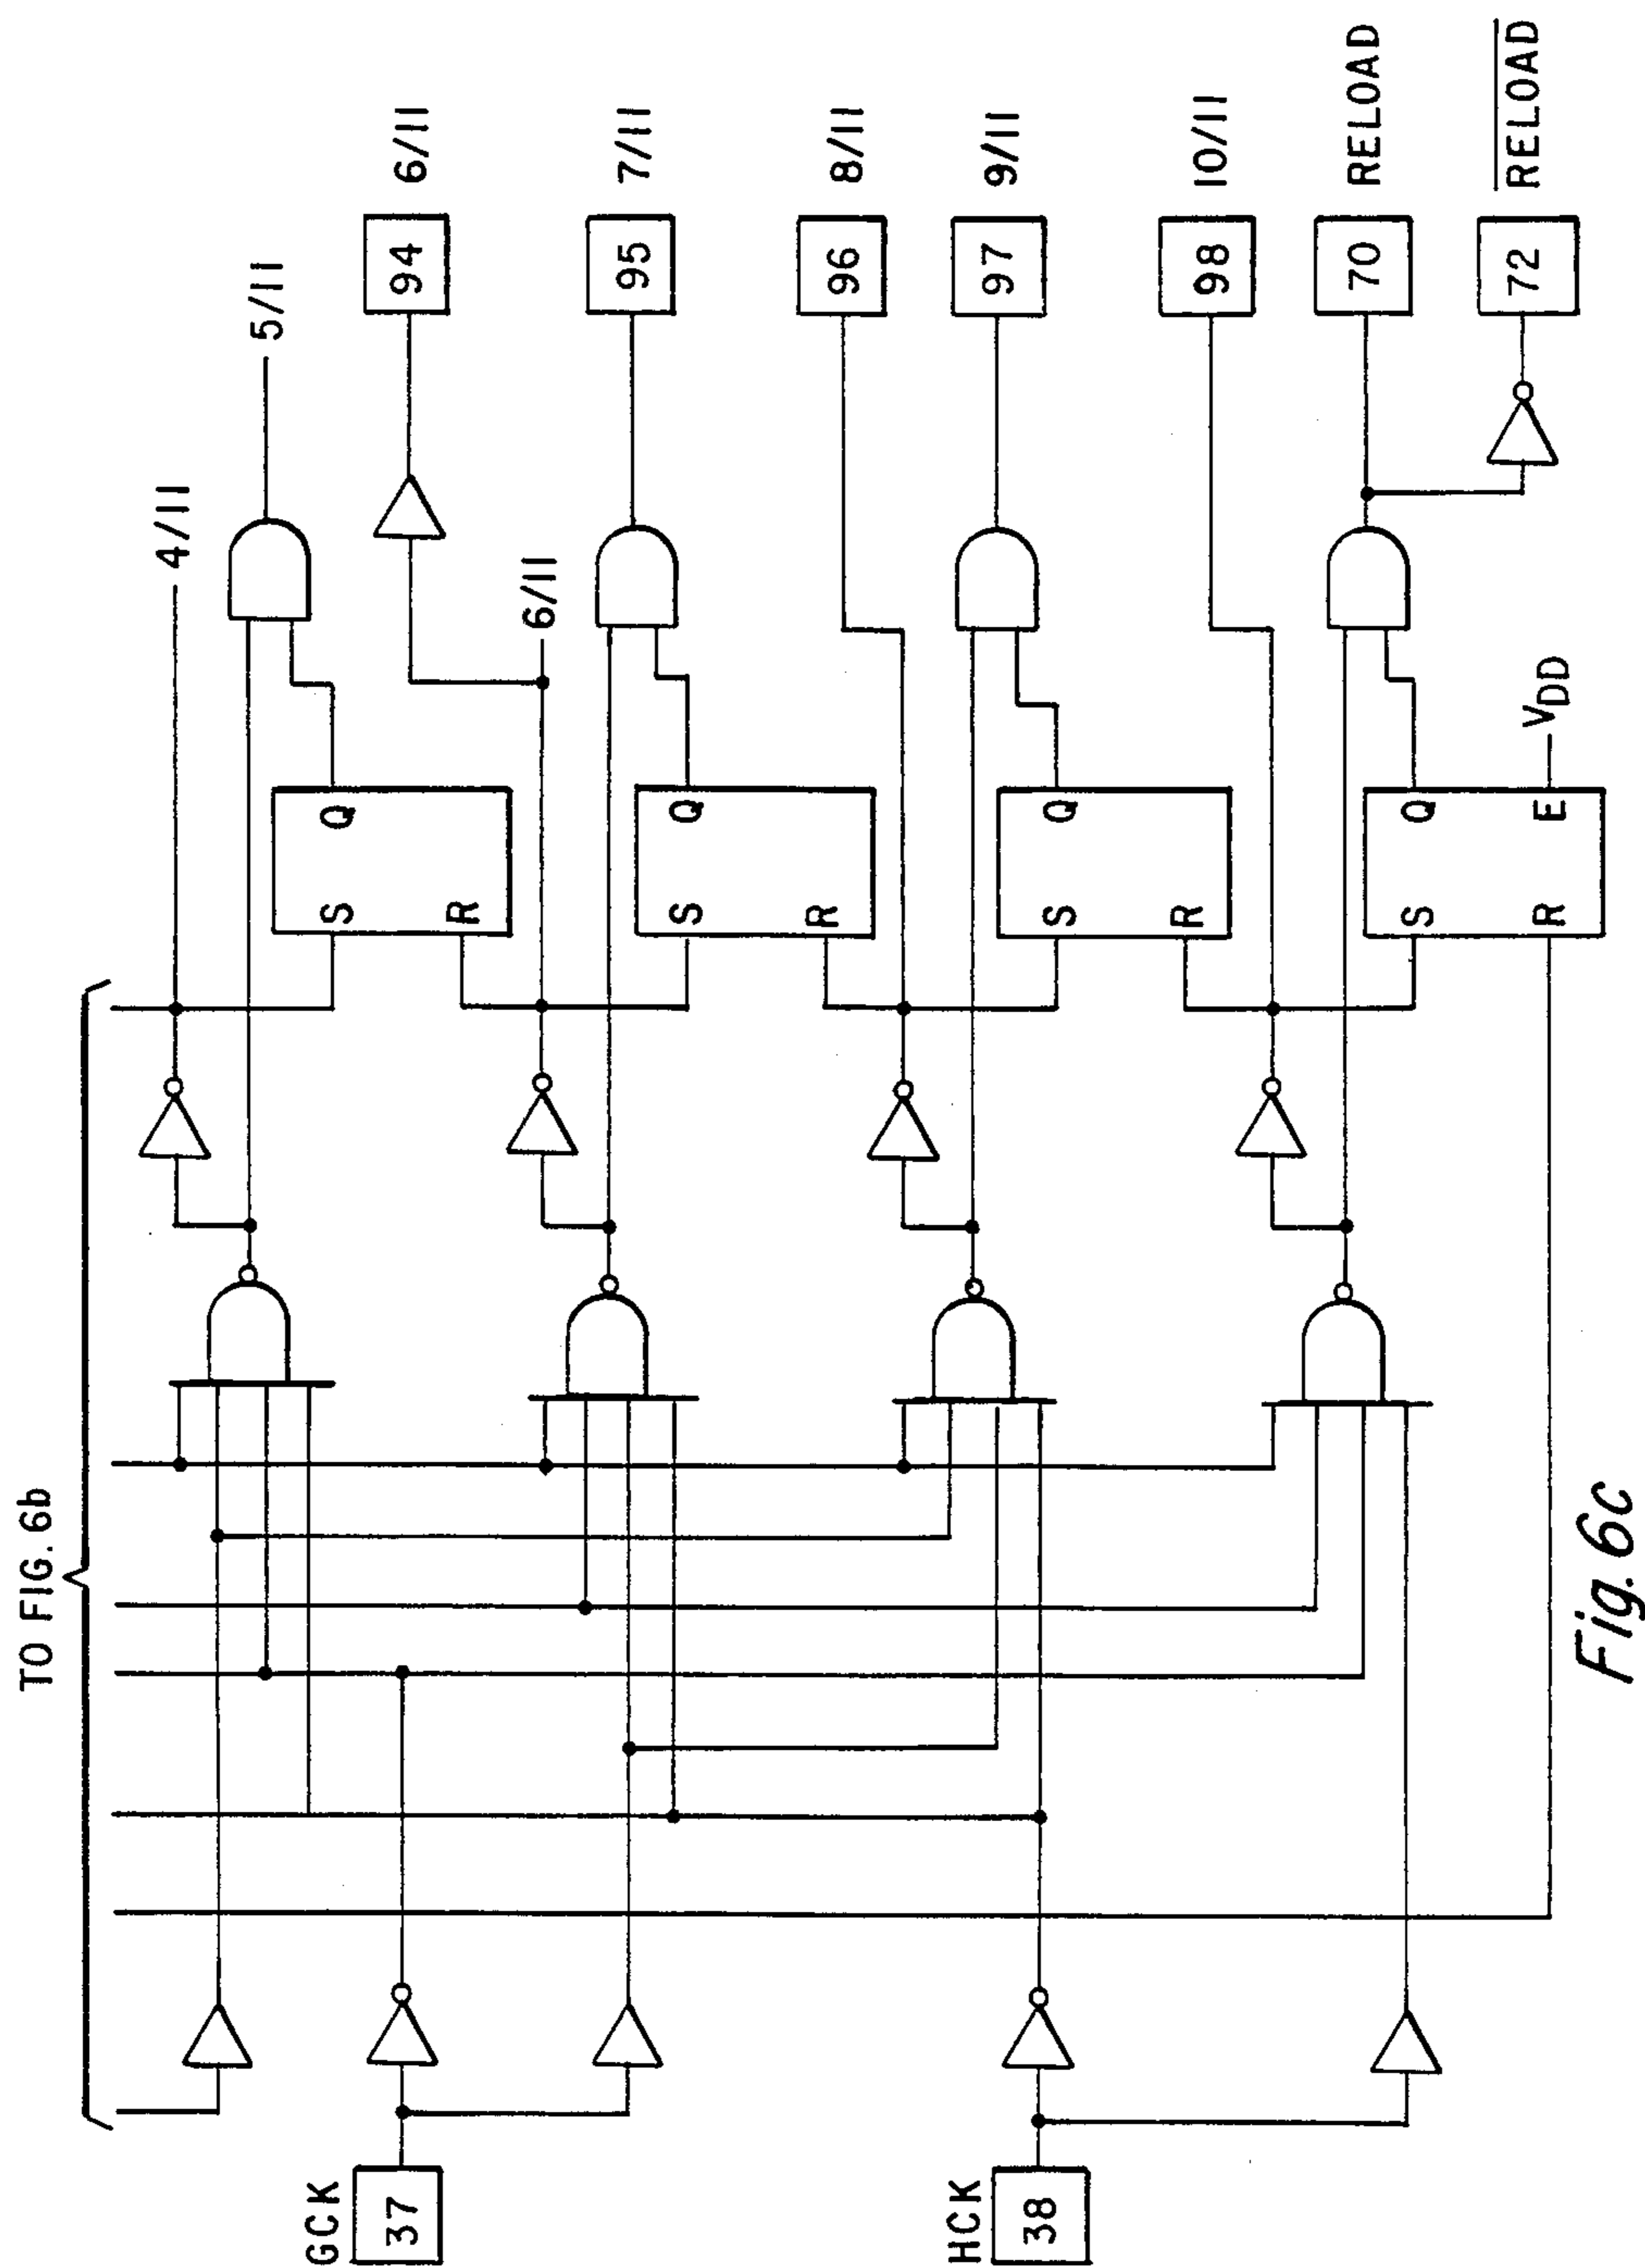 TO FIG. 6b
4/11
5/11
S
Q
R
94
6/11
6/11
S
Q
R
95
7/11
96
8/11
S
Q
R
97
9/11
98
10/11
S
Q
R
E
VDD
70
RELOAD
72
RELOAD
GCK
37
HCK
38
Fig. 6c